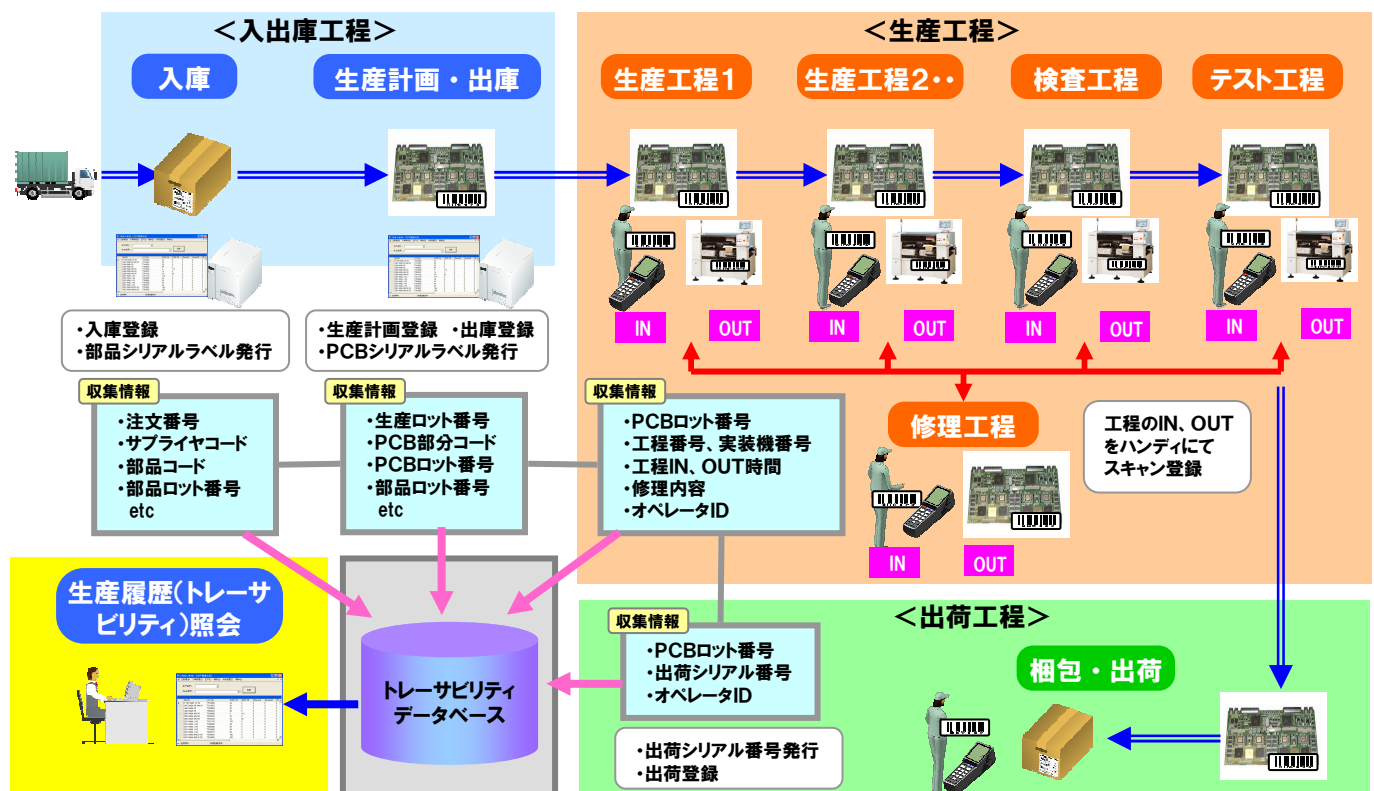 ＜入出庫工程＞
＜生産工程＞
入庫
生産計画・出庫
生産工程１
生産工程２・・
検査工程
テスト工程
・入庫登録
・部品シリアルラベル発行
・生産計画登録　・出庫登録
・PCBシリアルラベル発行
IN
OUT
IN
OUT
IN
OUT
IN
OUT
収集情報
・注文番号
・サプライヤコード
・部品コード
・部品ロット番号
etc
収集情報
・生産ロット番号
・PCB部分コード
・PCBロット番号
・部品ロット番号
etc
収集情報
・PCBロット番号
・工程番号、実装機番号
・工程IN、OUT時間
・修理内容
・オペレータID
修理工程
工程のIN、OUT
をハンディにて
スキャン登録
IN
OUT
生産履歴（トレーサ
ビリティ）照会
トレーサビリティ
データベース
＜出荷工程＞
収集情報
・PCBロット番号
・出荷シリアル番号
・オペレータID
梱包・出荷
・出荷シリアル番号発行
・出荷登録